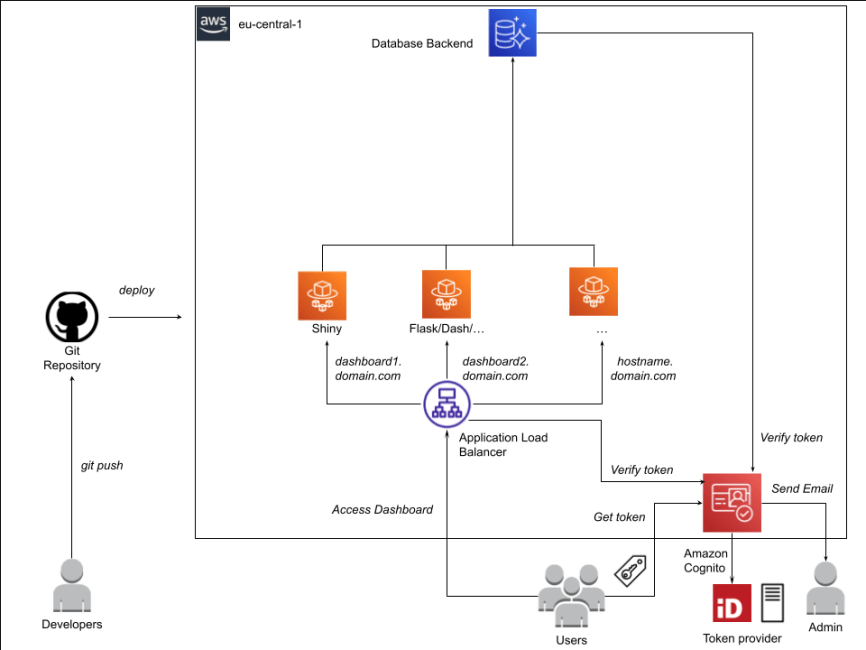 aws
eu-central-1
Database Backend
deploy
Git
Repository
Shiny
Flask/Dash/...
...
dashboard1.
domain.com
dashboard2.
domain.com
hostname.
domain.com
Application Load
Balancer
Verify token
git push
Verify token
Send Email
Access Dashboard
Get token
Amazon
Cognito
iD
Developers
Users
Token provider
Admin